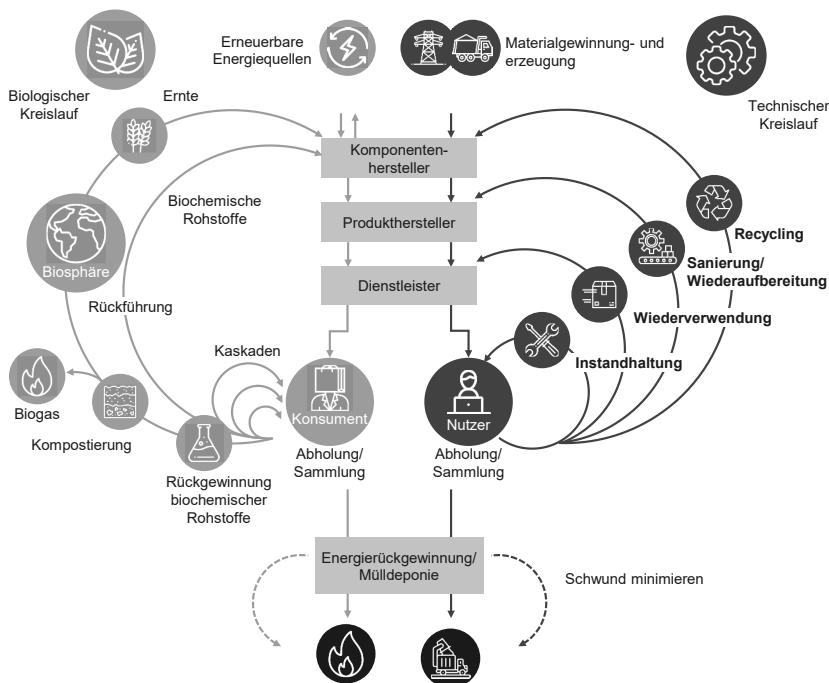 Erneuerbare
Energiequellen
Materialgewinnung- und
erzeugung
Biologischer
Kreislauf
Ernte
Technischer
Kreislauf
Komponenten-
hersteller
Biochemische
Rohstoffe
Produkthersteller
Recycling
Biosphäre
Sanierung/
Wiederaufbereitung
Dienstleister
Rückführung
Wiederverwendung
Kaskaden
Instandhaltung
Biogas
Konsument
Nutzer
Kompostierung
Abholung/
Sammlung
Abholung/
Sammlung
Rückgewinnung
biochemischer
Rohstoffe
Energierückgewinnung/
Mülldeponie
Schwund minimieren